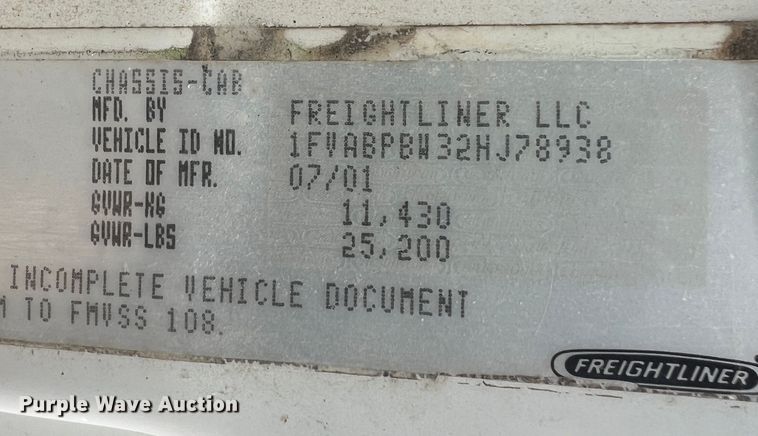 CHASSIS-CAB
MFD. BY FREIGHTLINER LLC
VEHICLE ID NO. 1FVABPBW32HJ78938
DATE OF MFR. 07/01
GVWR-KG 11,430
GVWR-LBS 25,200
INCOMPLETE VEHICLE DOCUMENT
TO FMVSS 108.
FREIGHTLINER
Purple Wave Auction